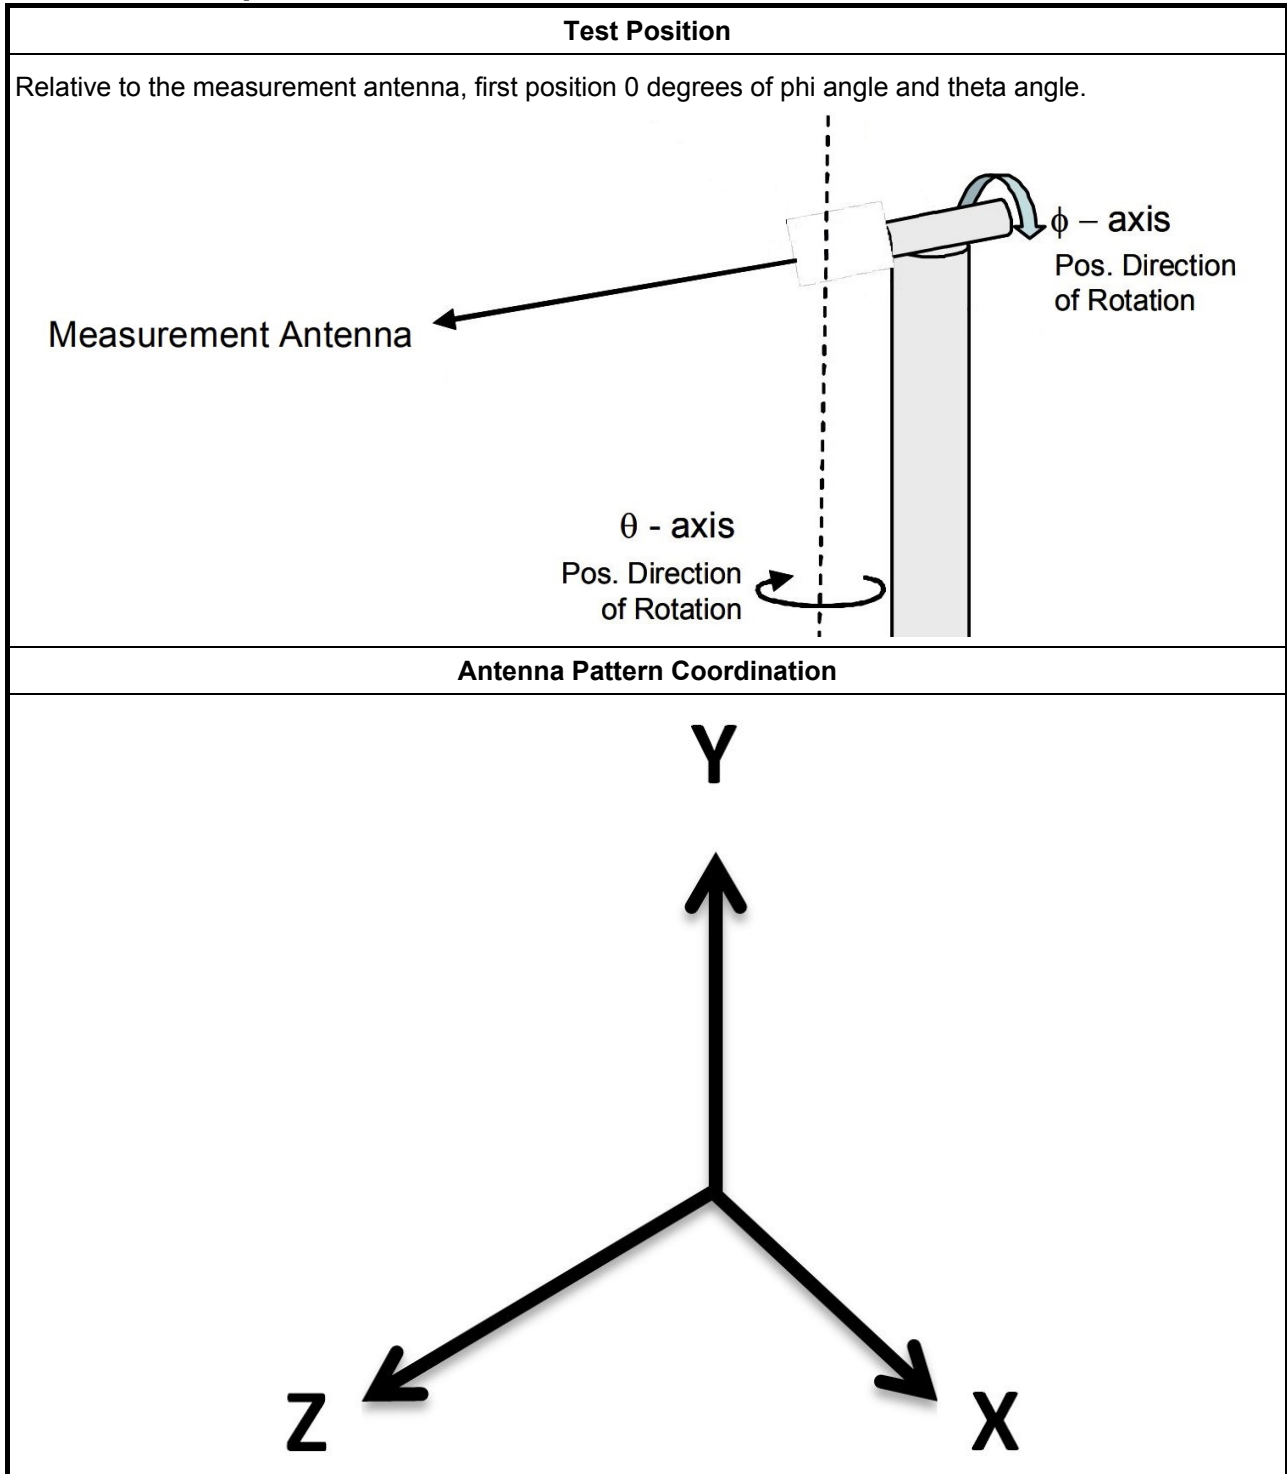 Test Position
Relative to the measurement antenna, first position 0 degrees of phi angle and theta angle.
ϕ – axis
Pos. Direction
of Rotation
Measurement Antenna
θ - axis
Pos. Direction
of Rotation
Antenna Pattern Coordination
Y
Z
X